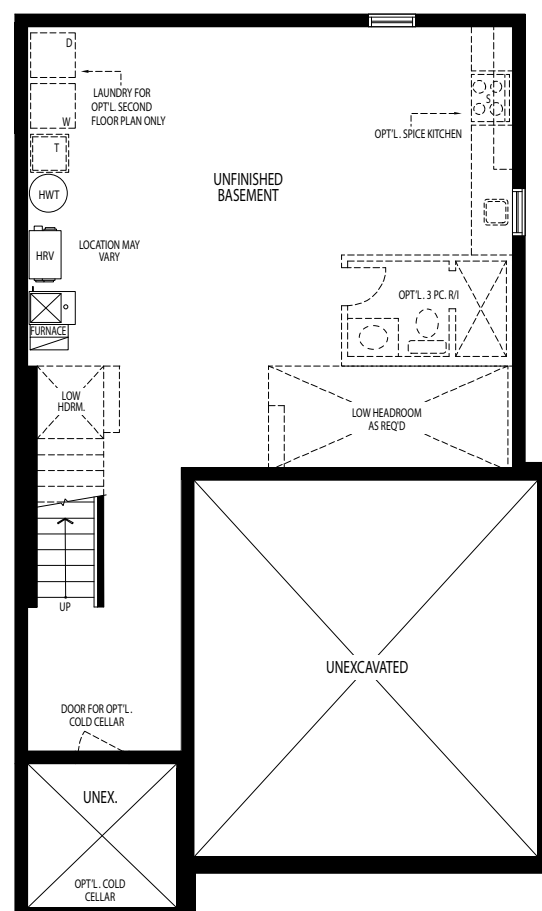 D
LAUNDRY FOR
OPT'L. SECOND
FLOOR PLAN ONLY
W
S
OPT'L. SPICE KITCHEN
T
UNFINISHED
BASEMENT
HWT
HRV
LOCATION MAY
VARY
OPT'L. 3 PC. R/I
FURNACE
LOW
HDRM.
LOW HEADROOM
AS REQ'D
UP
UNEXCAVATED
DOOR FOR OPT'L.
COLD CELLAR
UNEX.
OPT'L. COLD
CELLAR